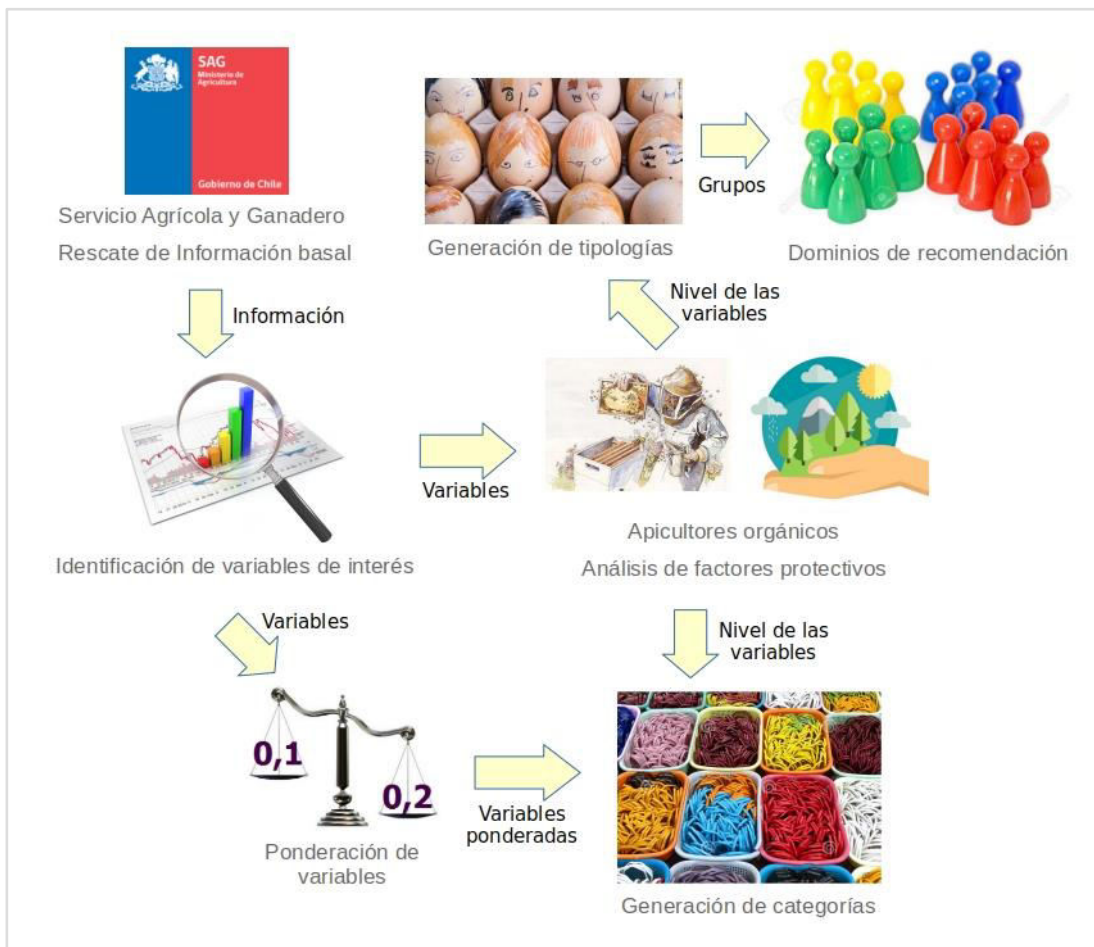 SAG
Ministerio de
Agricultura
Gobierno de Chile
Servicio Agrícola y Ganadero
Rescate de Información basal
Generación de tipologías
Grupos
Dominios de recomendación
Información
Nivel de las
variables
Identificación de variables de interés
Variables
Apicultores orgánicos
Análisis de factores protectivos
Variables
Nivel de las
variables
0,1
0,2
Ponderación de
variables
Variables
ponderadas
Generación de categorías